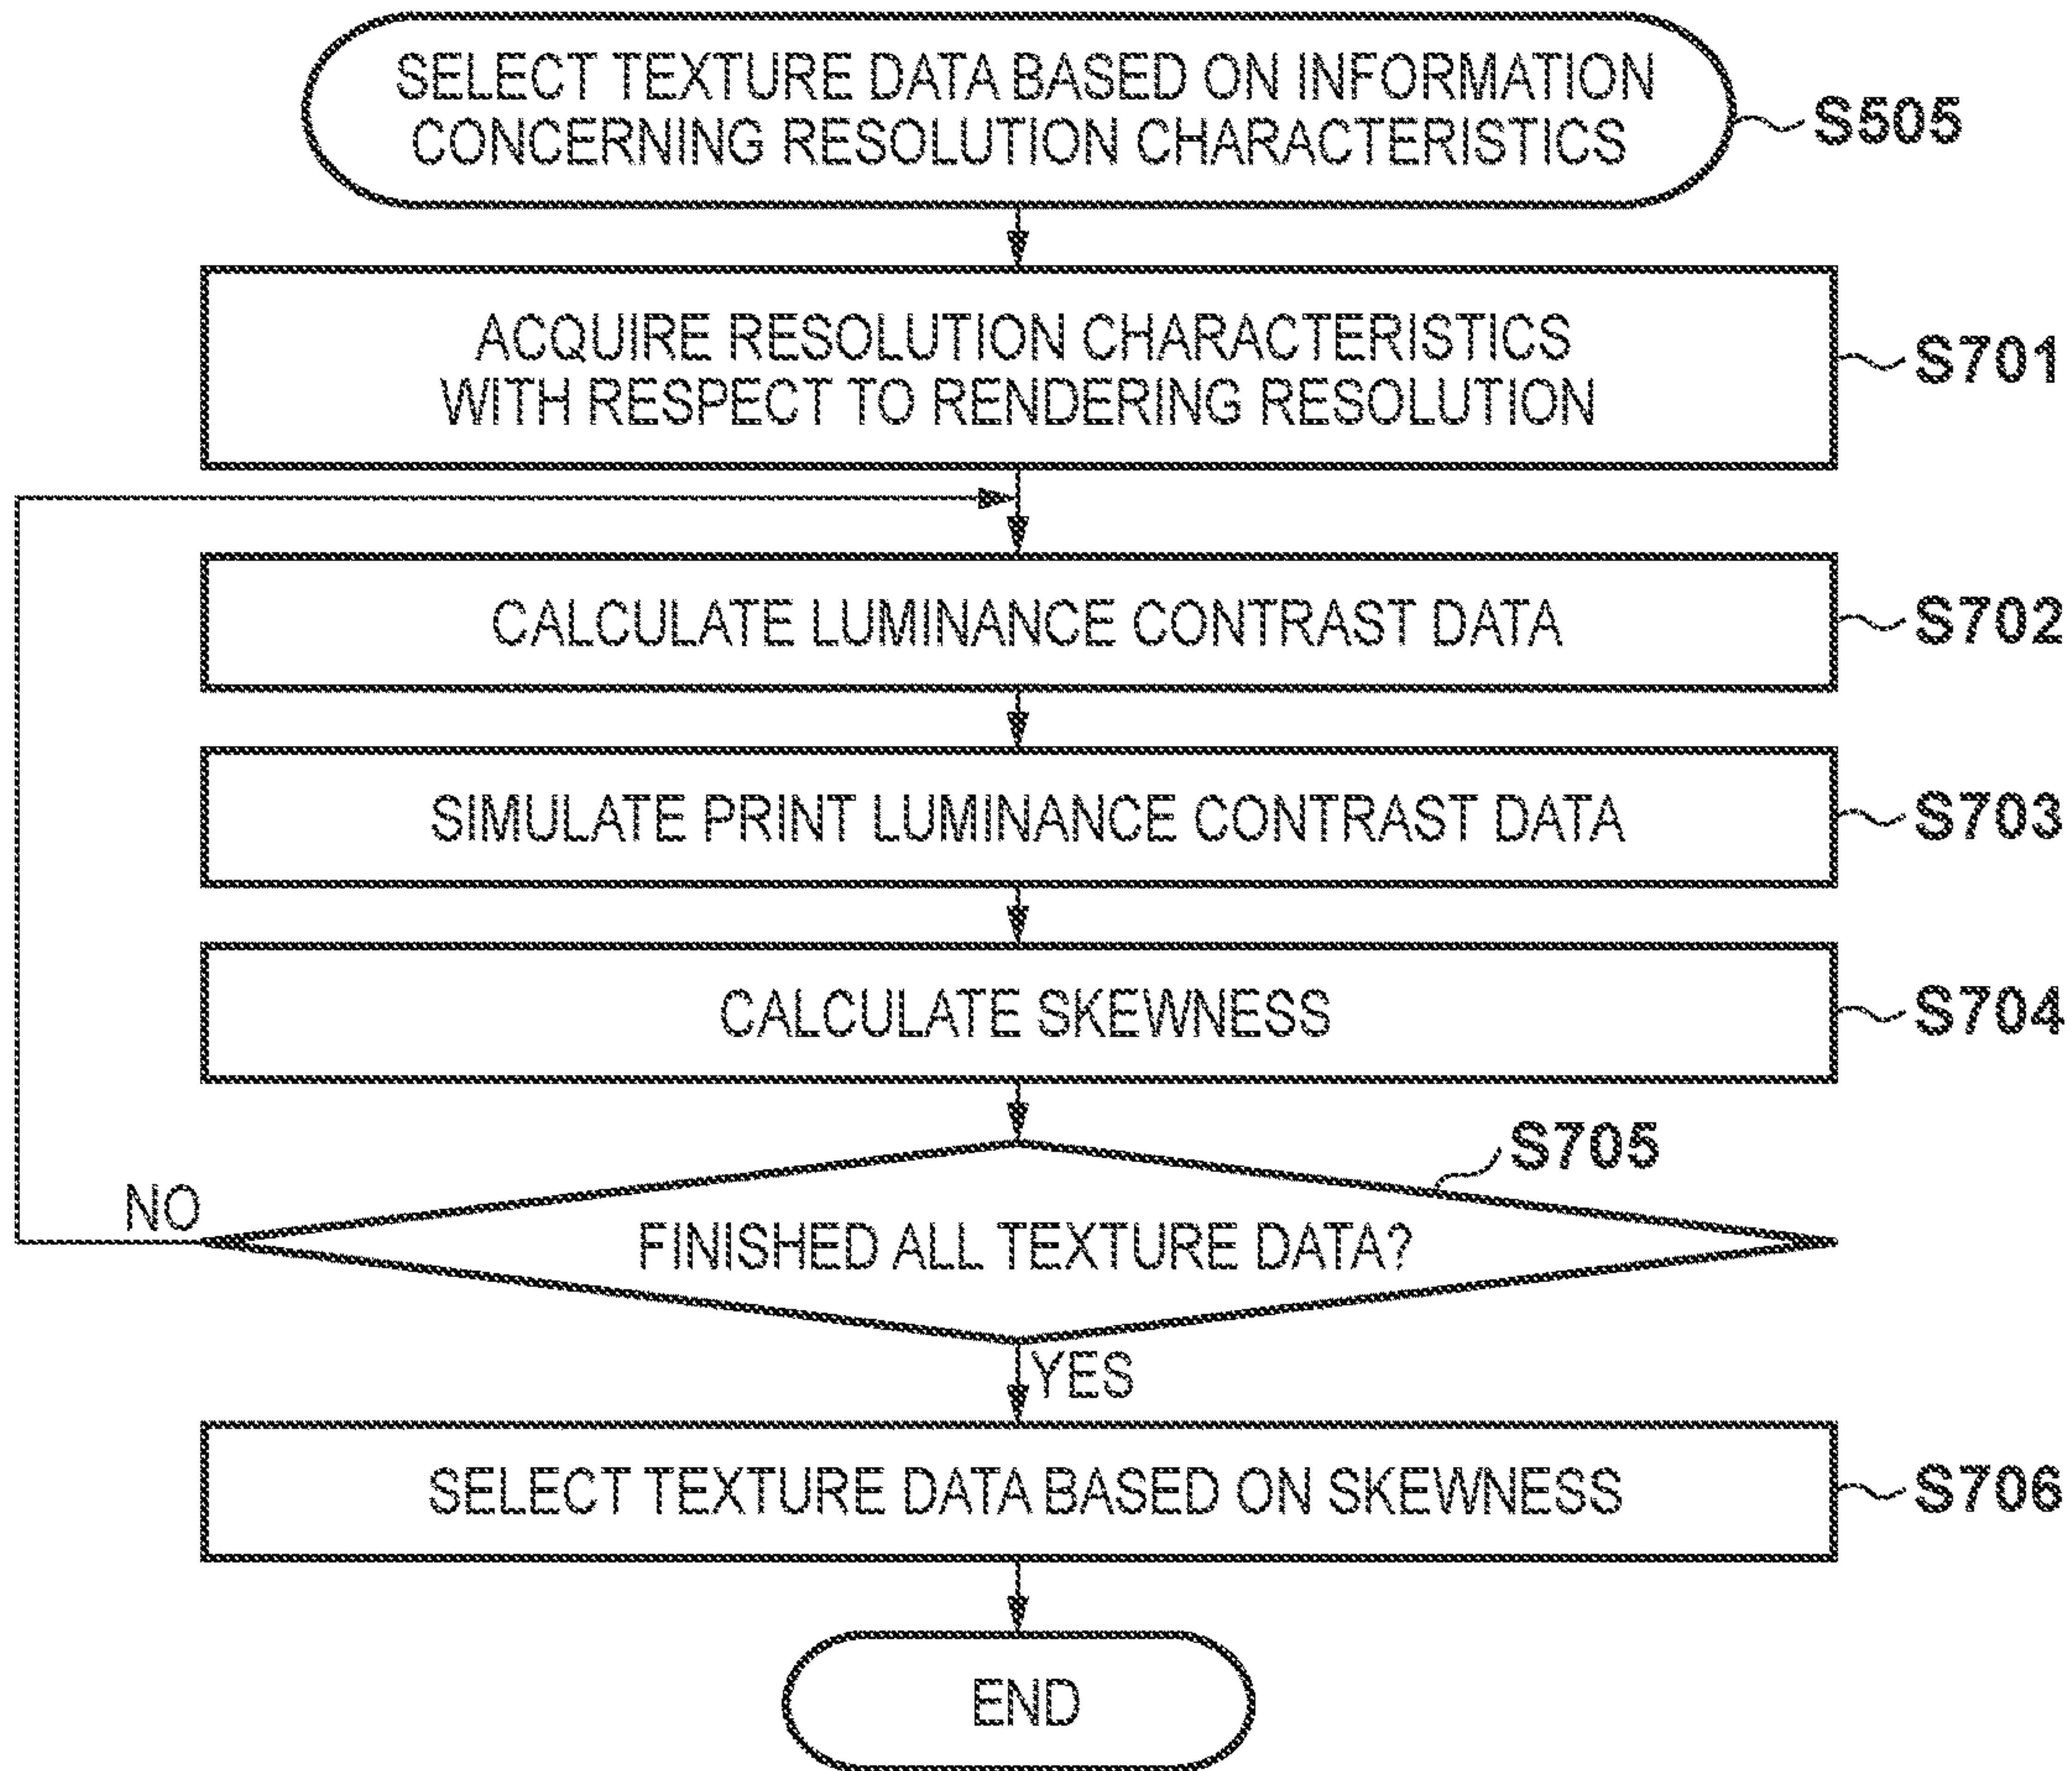 SELECT TEXTURE DATA BASED ON INFORMATION
CONCERNING RESOLUTION CHARACTERISTICS
S505
ACQUIRE RESOLUTION CHARACTERISTICS
WITH RESPECT TO RENDERING RESOLUTION
S701
CALCULATE LUMINANCE CONTRAST DATA
S702
SIMULATE PRINT LUMINANCE CONTRAST DATA
S703
CALCULATE SKEWNESS
S704
S705
NO
FINISHED ALL TEXTURE DATA?
YES
SELECT TEXTURE DATA BASED ON SKEWNESS
S706
END